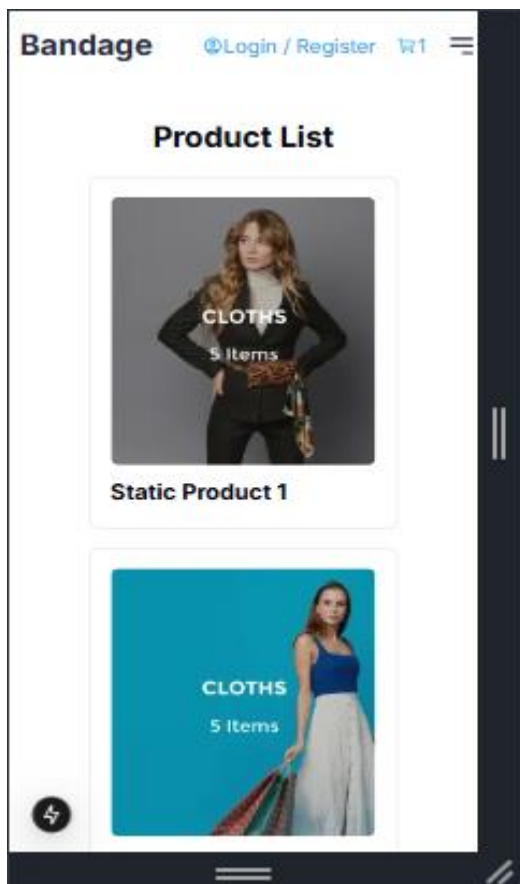 Bandage Login / Register 1
Product List
CLOTHS
5 Items
Static Product 1
CLOTHS
5 Items